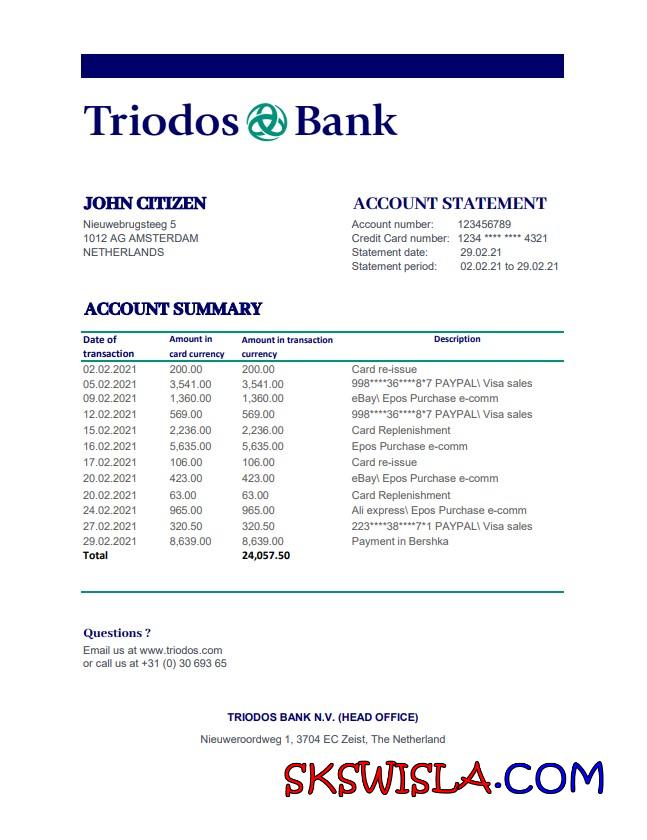 Triodos Bank
JOHN CITIZEN
Nieuwebrugsteeg 5
1012 AG AMSTERDAM
NETHERLANDS
ACCOUNT STATEMENT
Account number: 123456789
Credit Card number: 1234 **** **** 4321
Statement date: 29.02.21
Statement period: 02.02.21 to 29.02.21
ACCOUNT SUMMARY
Date of transaction Amount in card currency Amount in transaction currency Description
02.02.2021 200.00 200.00 Card re-issue
05.02.2021 3,541.00 3,541.00 998****36****8*7 PAYPAL\ Visa sales
09.02.2021 1,360.00 1,360.00 eBay\ Epos Purchase e-comm
12.02.2021 569.00 569.00 998****36****8*7 PAYPAL\ Visa sales
15.02.2021 2,236.00 2,236.00 Card Replenishment
16.02.2021 5,635.00 5,635.00 Epos Purchase e-comm
17.02.2021 106.00 106.00 Card re-issue
20.02.2021 423.00 423.00 eBay\ Epos Purchase e-comm
20.02.2021 63.00 63.00 Card Replenishment
24.02.2021 965.00 965.00 Ali express\ Epos Purchase e-comm
27.02.2021 320.50 320.50 223****38****7*1 PAYPAL\ Visa sales
29.02.2021 8,639.00 8,639.00 Payment in Bershka
Total 24,057.50
Questions ?
Email us at www.triodos.com
or call us at +31 (0) 30 693 65
TRIODOS BANK N.V. (HEAD OFFICE)
Nieuweroordweg 1, 3704 EC Zeist, The Netherland
SKSWISLA.COM